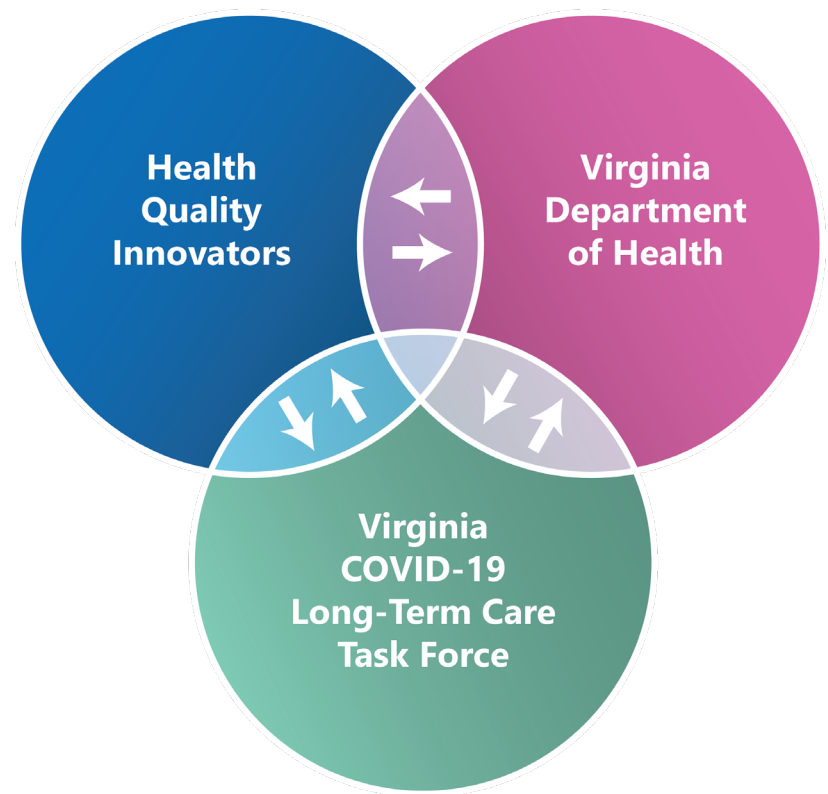 Health
Quality
Innovators
Virginia
Department
of Health
Virginia
COVID-19
Long-Term Care
Task Force